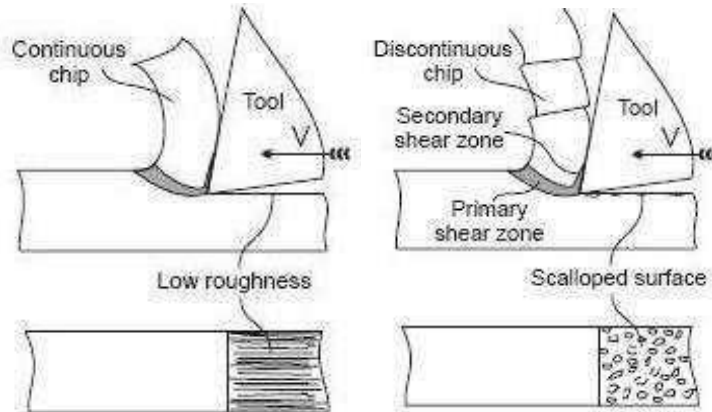 Continuous
chip
Tool
V
Low roughness
Discontinuous
chip
Secondary
shear zone
Tool
V
Primary
shear zone
Scalloped surface